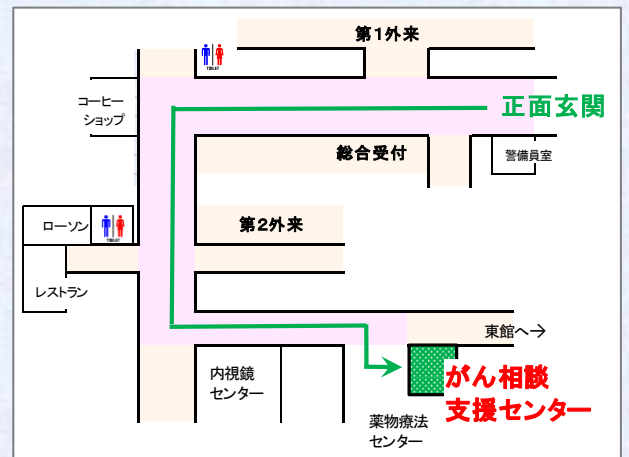 第1外来
コーヒー
ショップ
正面玄関
総合受付
警備員室
ローソン
第2外来
レストラン
東館へ→
内視鏡
センター
がん相談
支援センター
薬物療法
センター